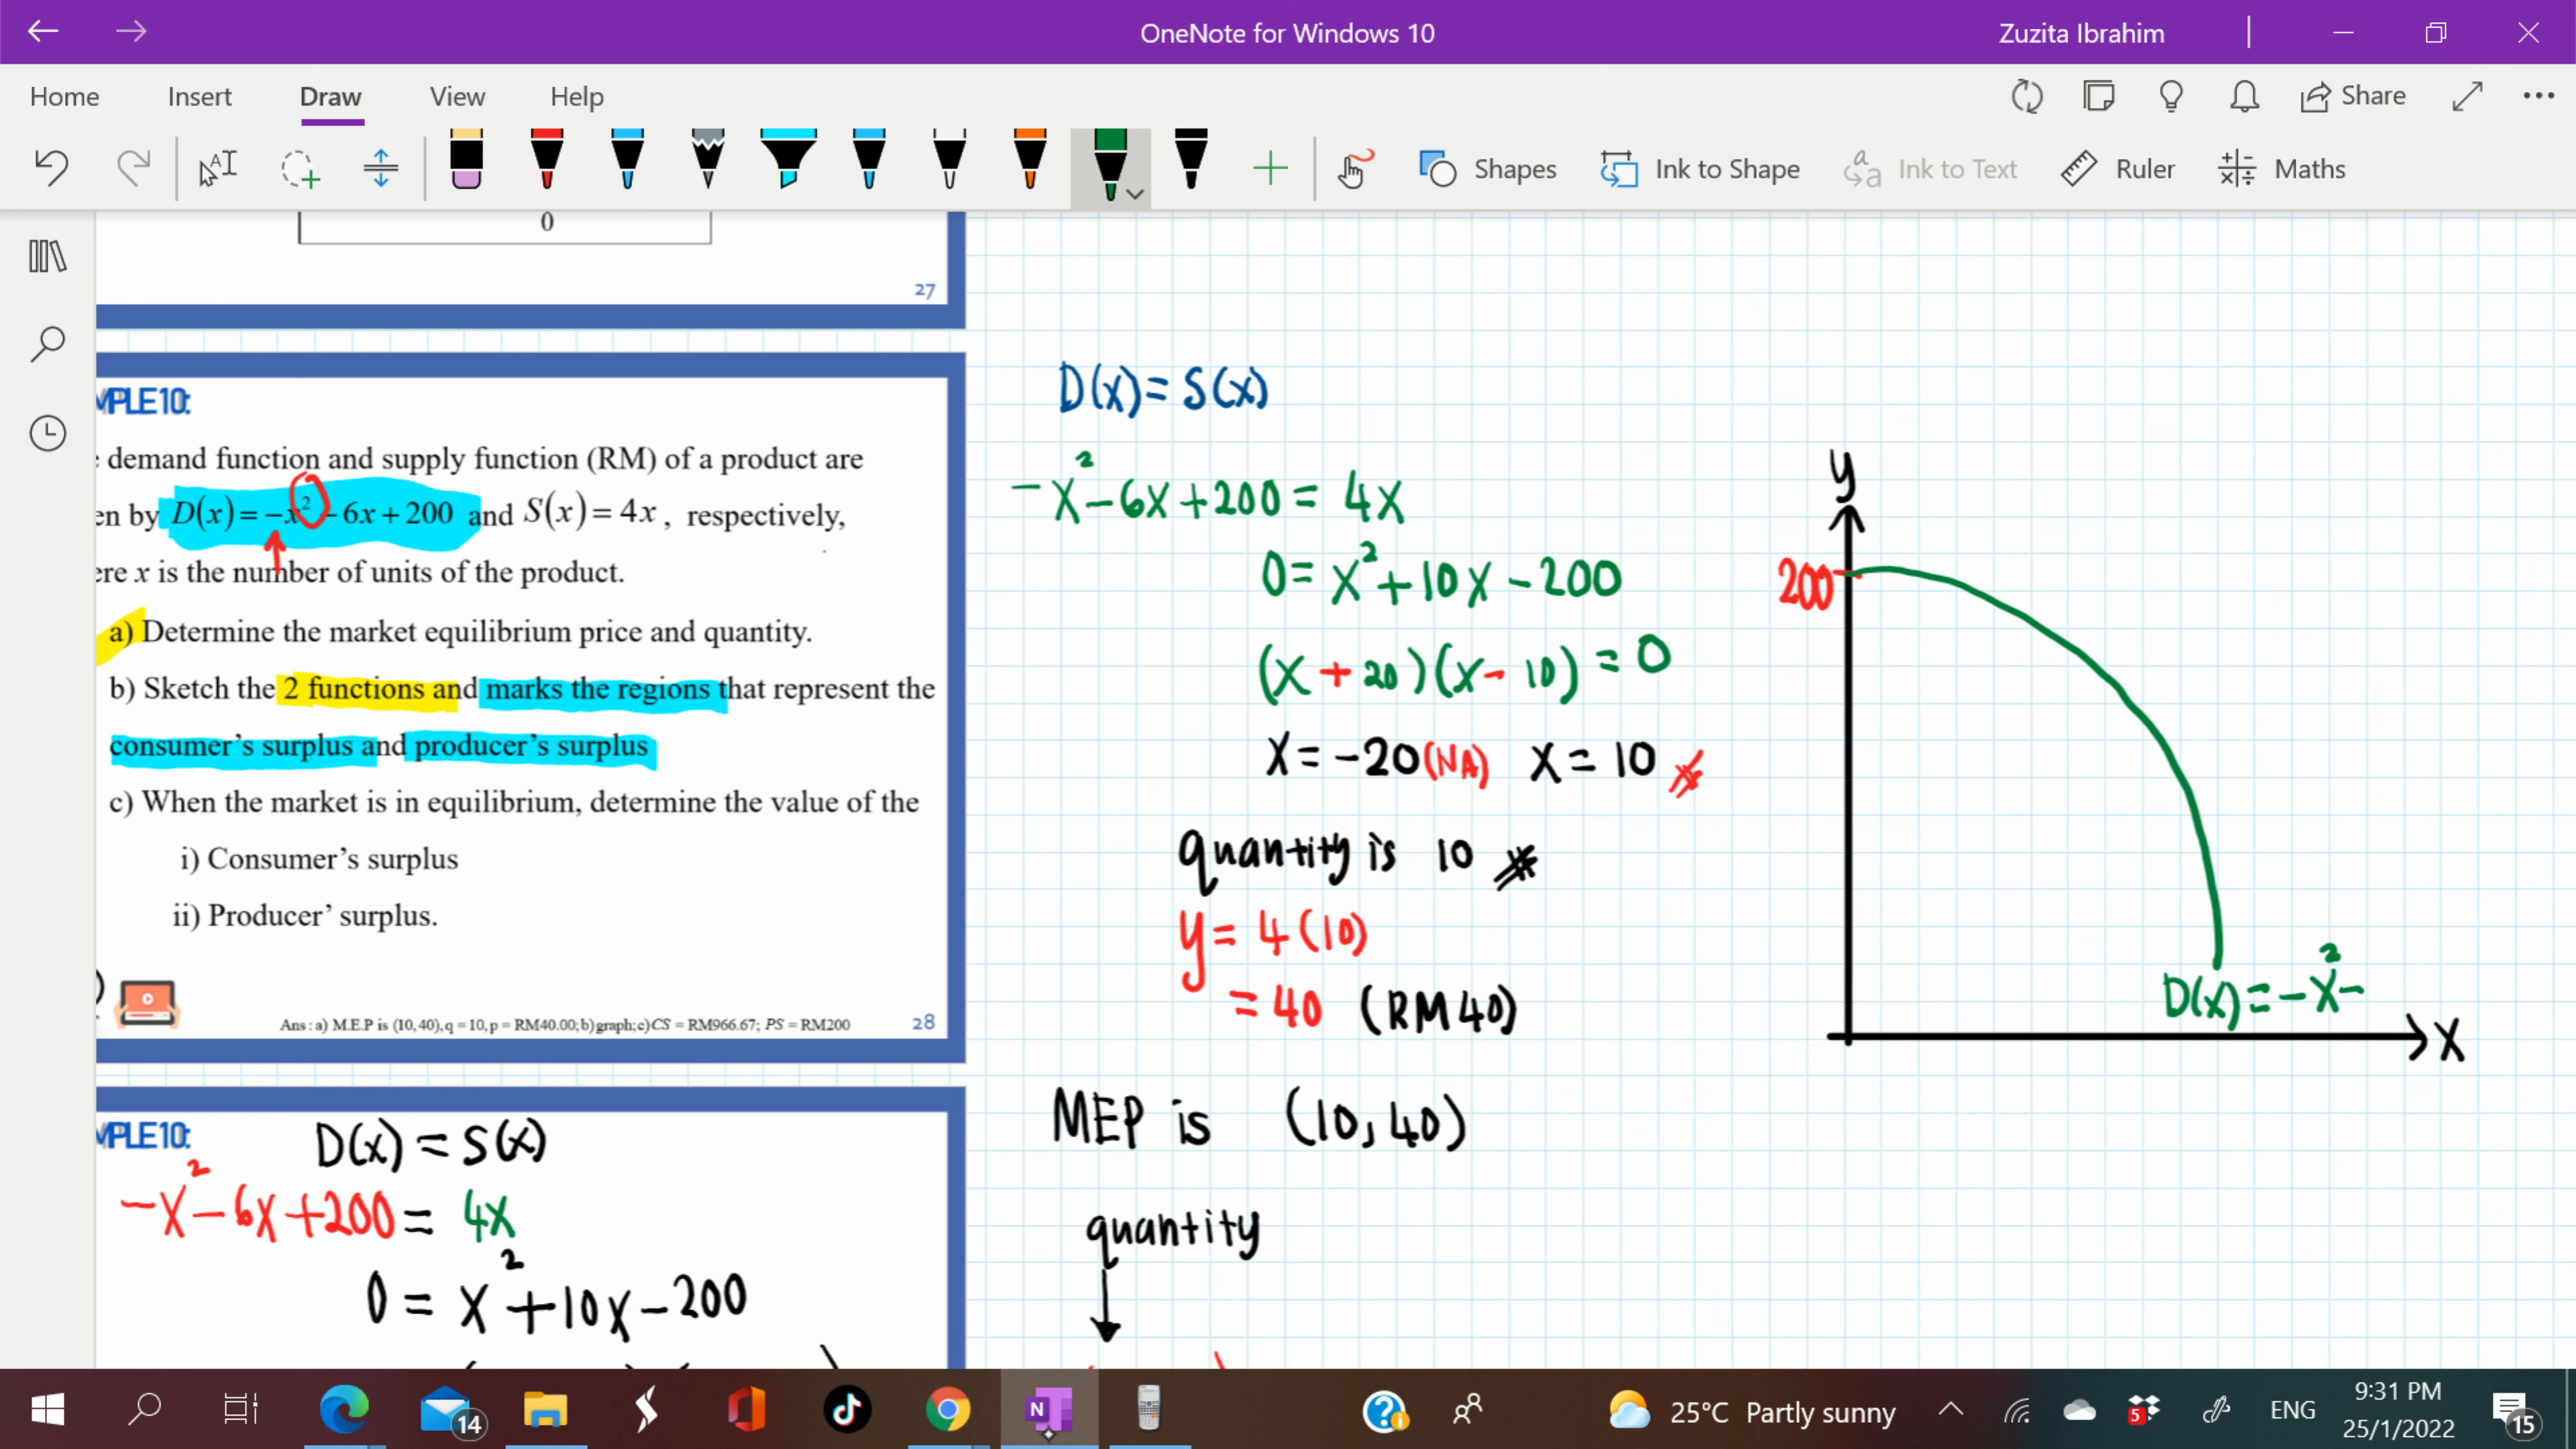 OneNote for Windows 10
Zuzita Ibrahim
Home Insert Draw View Help
Share
Shapes Ink to Shape Ink to Text Ruler Maths
0
27
MPLE 10:
demand function and supply function (RM) of a product are
en by D(x) = −x² − 6x + 200 and S(x) = 4x , respectively,
ere x is the number of units of the product.
a) Determine the market equilibrium price and quantity.
b) Sketch the 2 functions and marks the regions that represent the
consumer's surplus and producer's surplus
c) When the market is in equilibrium, determine the value of the
i) Consumer's surplus
ii) Producer' surplus.
Ans : a) M.E.P is (10, 40), q = 10, p = RM40.00; b) graph; c) CS = RM966.67; PS = RM200
28
MPLE 10:
D(x) = S(x)
-x² - 6x + 200 = 4x
0 = x² + 10x - 200
D(x) = S(x)
-x² - 6x + 200 = 4x
0 = x² + 10x - 200
(x + 20)(x - 10) = 0
x = -20 (NA) x = 10
quantity is 10
y = 4(10)
= 40 (RM40)
MEP is (10, 40)
quantity
y
200
D(x) = -x² -
x
14
25°C Partly sunny
5
ENG
9:31 PM
25/1/2022
15